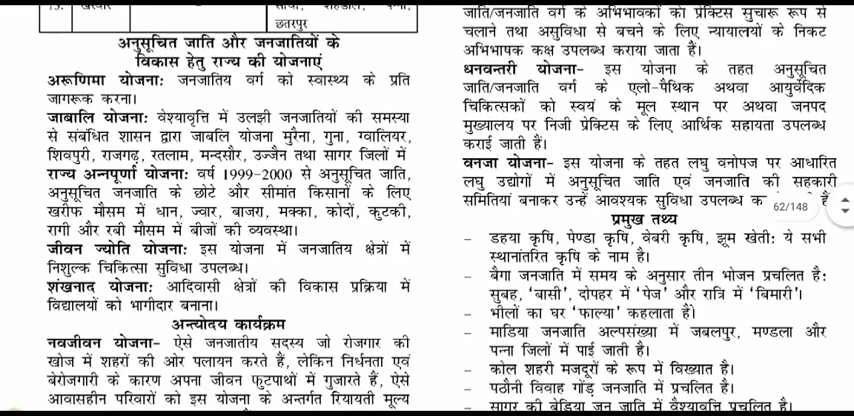 13. खैरवार - - सीधी, शहडोल, पन्ना,
छतरपुर
अनुसूचित जाति और जनजातियों के
विकास हेतु राज्य की योजनाएं
अरूणिमा योजनाः जनजातिय वर्ग को स्वास्थ्य के प्रति
जागरूक करना।
जाबालि योजनाः वेश्यावृत्ति में उलझी जनजातियों की समस्या
से संबंधित शासन द्वारा जाबलि योजना मुरैना, गुना, ग्वालियर,
शिवपुरी, राजगढ़, रतलाम, मन्दसौर, उज्जैन तथा सागर जिलों में
राज्य अन्नपूर्णा योजनाः वर्ष 1999-2000 से अनुसूचित जाति,
अनुसूचित जनजाति के छोटे और सीमांत किसानों के लिए
खरीफ मौसम में धान, ज्वार, बाजरा, मक्का, कोदों, कुटकी,
रागी और रबी मौसम में बीजों की व्यवस्था।
जीवन ज्योति योजनाः इस योजना में जनजातिय क्षेत्रों में
निशुल्क चिकित्सा सुविधा उपलब्ध।
शंखनाद योजनाः आदिवासी क्षेत्रों की विकास प्रक्रिया में
विद्यालयों को भागीदार बनाना।
अन्त्योदय कार्यक्रम
नवजीवन योजना- ऐसे जनजातीय सदस्य जो रोजगार की
खोज में शहरों की ओर पलायन करते हैं, लेकिन निर्धनता एवं
बेरोजगारी के कारण अपना जीवन फुटपाथों में गुजारते हैं, ऐसे
आवासहीन परिवारों को इस योजना के अन्तर्गत रियायती मूल्य
जाति/जनजाति वर्ग के अभिभावकों को प्रेक्टिस सुचारू रूप से
चलाने तथा असुविधा से बचने के लिए न्यायालयों के निकट
अभिभाषक कक्ष उपलब्ध कराया जाता हैं।
धनवन्तरी योजना- इस योजना के तहत अनुसूचित
जाति/जनजाति वर्ग के एलो-पैथिक अथवा आयुर्वेदिक
चिकित्सकों को स्वयं के मूल स्थान पर अथवा जनपद
मुख्यालय पर निजी प्रेक्टिस के लिए आर्थिक सहायता उपलब्ध
कराई जाती हैं।
वनजा योजना- इस योजना के तहत लघु वनोपज पर आधारित
लघु उद्योगों में अनुसूचित जाति एवं जनजाति की सहकारी
समितियां बनाकर उन्हें आवश्यक सुविधा उपलब्ध क हैं
62/148
प्रमुख तथ्य
- डहया कृषि, पेण्डा कृषि, वेबरी कृषि, झूम खेतीः ये सभी
स्थानांतरित कृषि के नाम है।
- बैगा जनजाति में समय के अनुसार तीन भोजन प्रचलित हैः
सुबह, 'बासी', दोपहर में 'पेज' और रात्रि में 'बिमारी'।
- भीलों का घर 'फाल्या' कहलाता है।
- माडिया जनजाति अल्पसंख्या में जबलपुर, मण्डला और
पन्ना जिलों में पाई जाती है।
- कोल शहरी मजदूरों के रूप में विख्यात है।
- पठौनी विवाह गोंड़ जनजाति में प्रचलित है।
- सागर की बेड़िया जन जाति में वैश्यावृत्ति प्रचलित है।